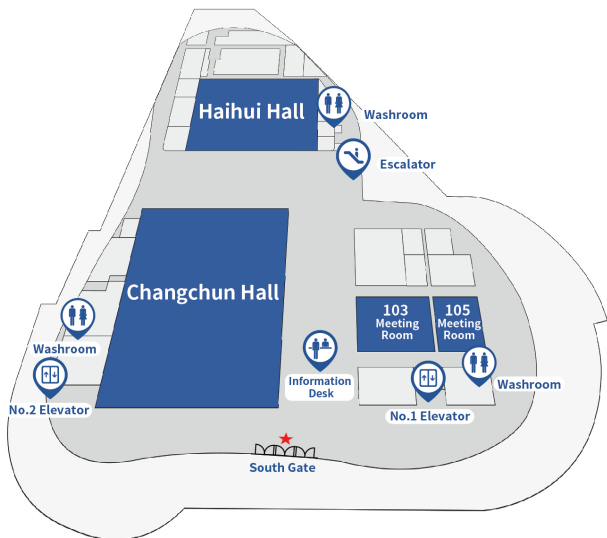 Haihui Hall
Washroom
Escalator
Changchun Hall
103
Meeting
Room
105
Meeting
Room
Washroom
No.2 Elevator
Information
Desk
Washroom
No.1 Elevator
South Gate